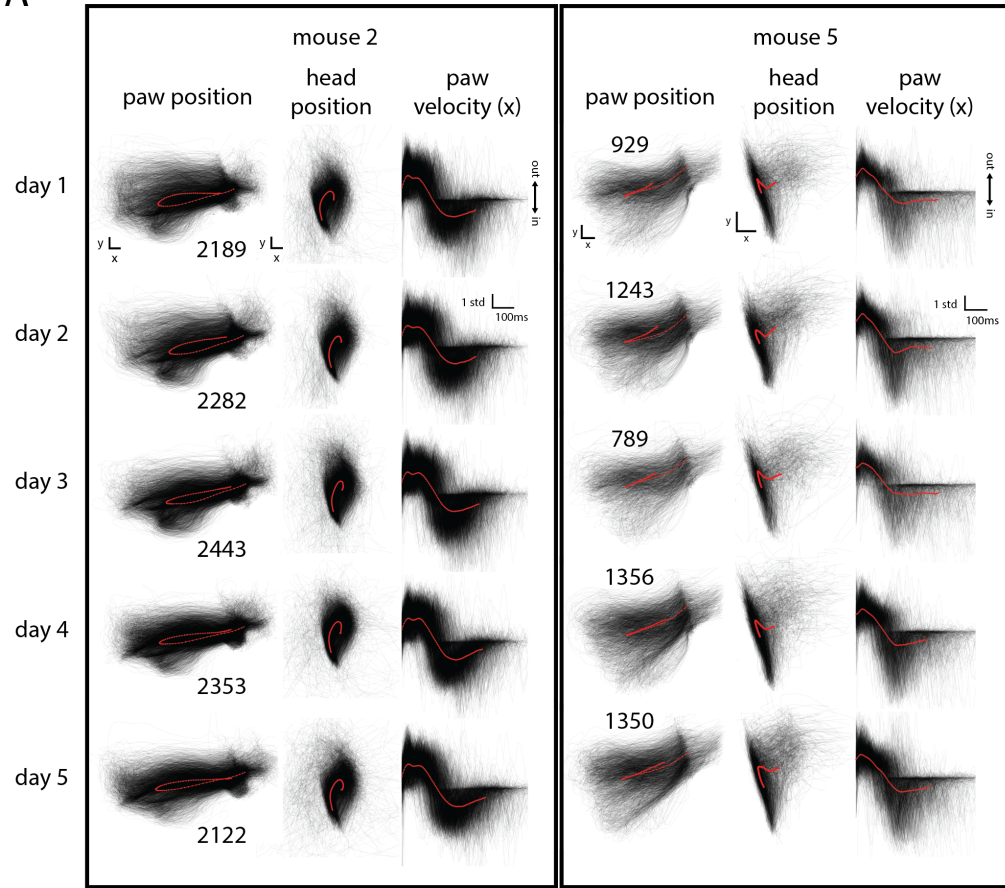 A
mouse 2
paw position
head
position
paw
velocity (x)
day 1
2189
y
x
y
x
out
in
day 2
2282
1 std
100ms
day 3
2443
day 4
2353
day 5
2122
mouse 5
paw position
head
position
paw
velocity (x)
929
y
x
y
x
out
in
1243
1 std
100ms
789
1356
1350